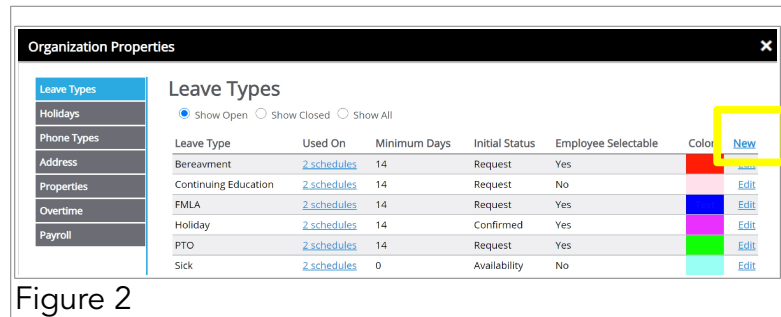 Organization Properties ×
Leave Types
Holidays
Phone Types
Address
Properties
Overtime
Payroll
Leave Types
Show Open Show Closed Show All
Leave Type Used On Minimum Days Initial Status Employee Selectable Color New
Bereavment 2 schedules 14 Request Yes Edit
Continuing Education 2 schedules 14 Request No Edit
FMLA 2 schedules 14 Request Yes Edit
Holiday 2 schedules 14 Confirmed Yes Edit
PTO 2 schedules 14 Request Yes Edit
Sick 2 schedules 0 Availability No Edit
Figure 2